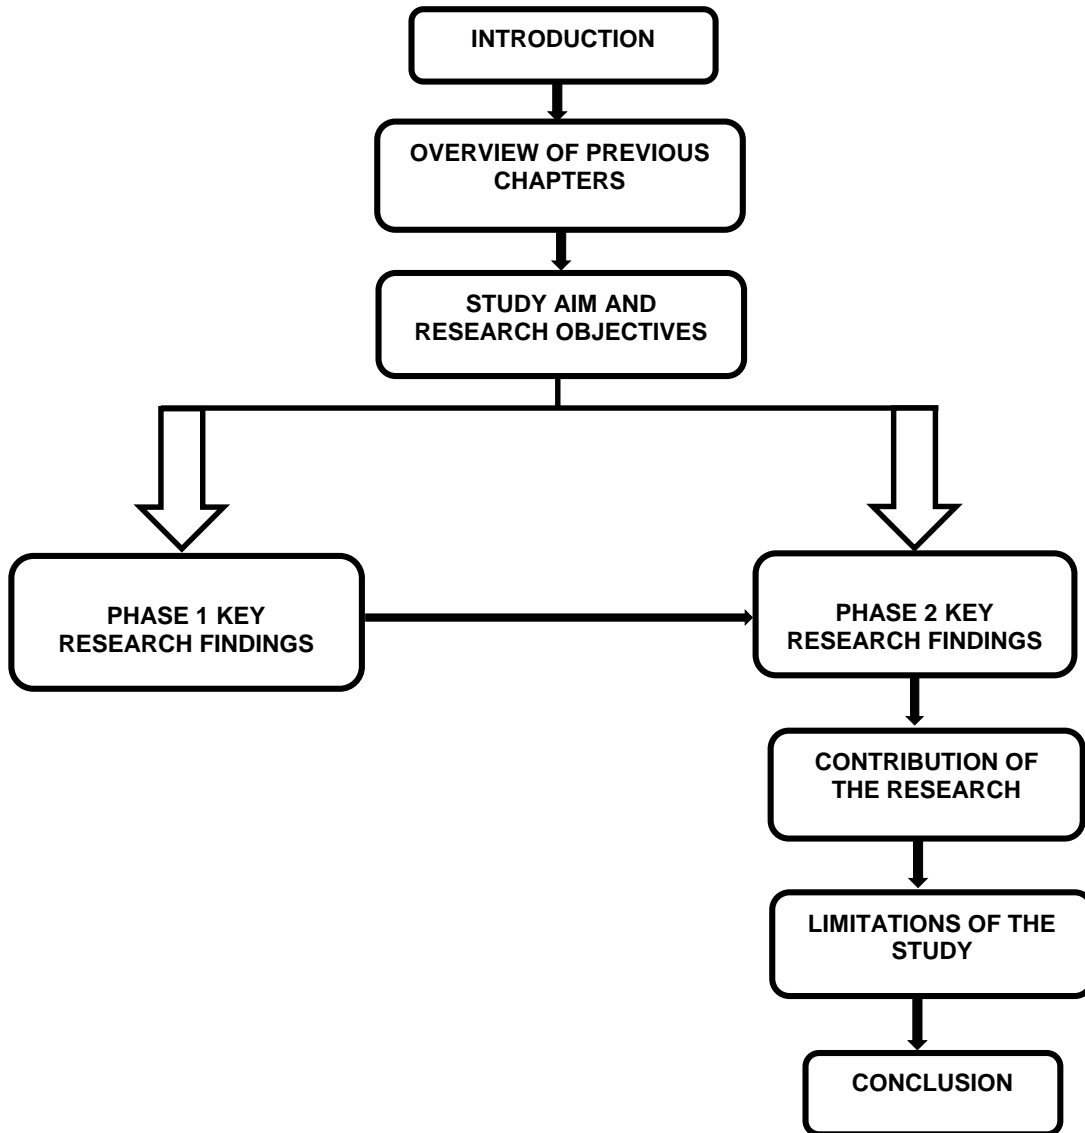 INTRODUCTION
OVERVIEW OF PREVIOUS
CHAPTERS
STUDY AIM AND
RESEARCH OBJECTIVES
PHASE 1 KEY
RESEARCH FINDINGS
PHASE 2 KEY
RESEARCH FINDINGS
CONTRIBUTION OF
THE RESEARCH
LIMITATIONS OF THE
STUDY
CONCLUSION